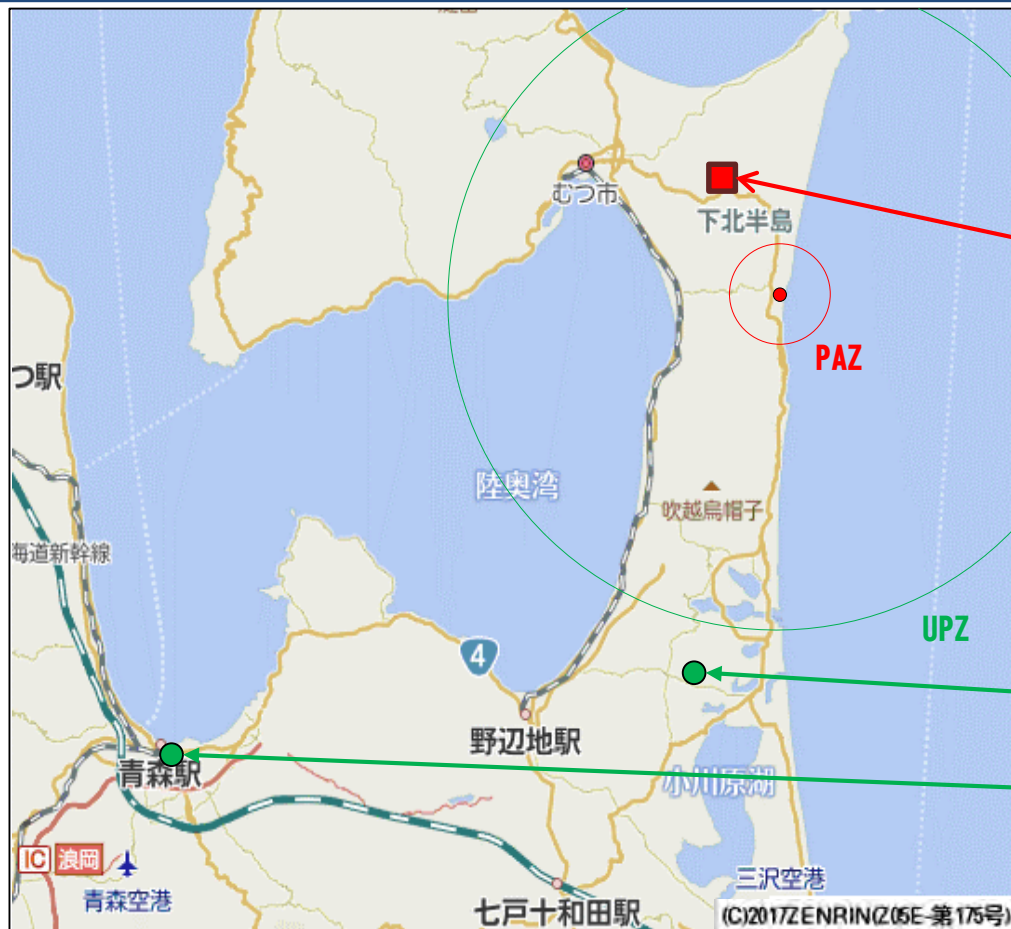 むつ市
下北半島
PAZ
つ駅
陸奥湾
吹越烏帽子
海道新幹線
UPZ
4
野辺地駅
青森駅
小川原湖
IC 浪岡
青森空港
三沢空港
七戸十和田駅
(C)2017ZENRIN(Z05E-第175号)